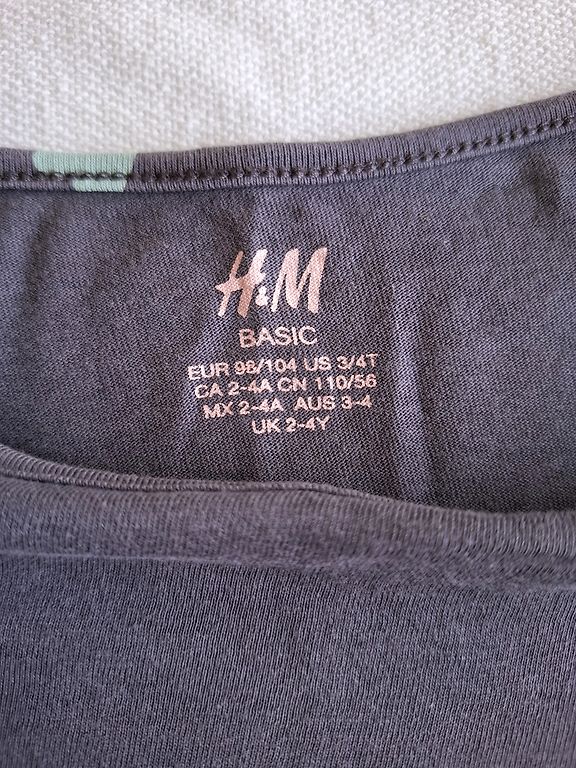 H&M
BASIC
EUR 98/104 US 3/4T
CA 2-4A CN 110/56
MX 2-4A AUS 3-4
UK 2-4Y